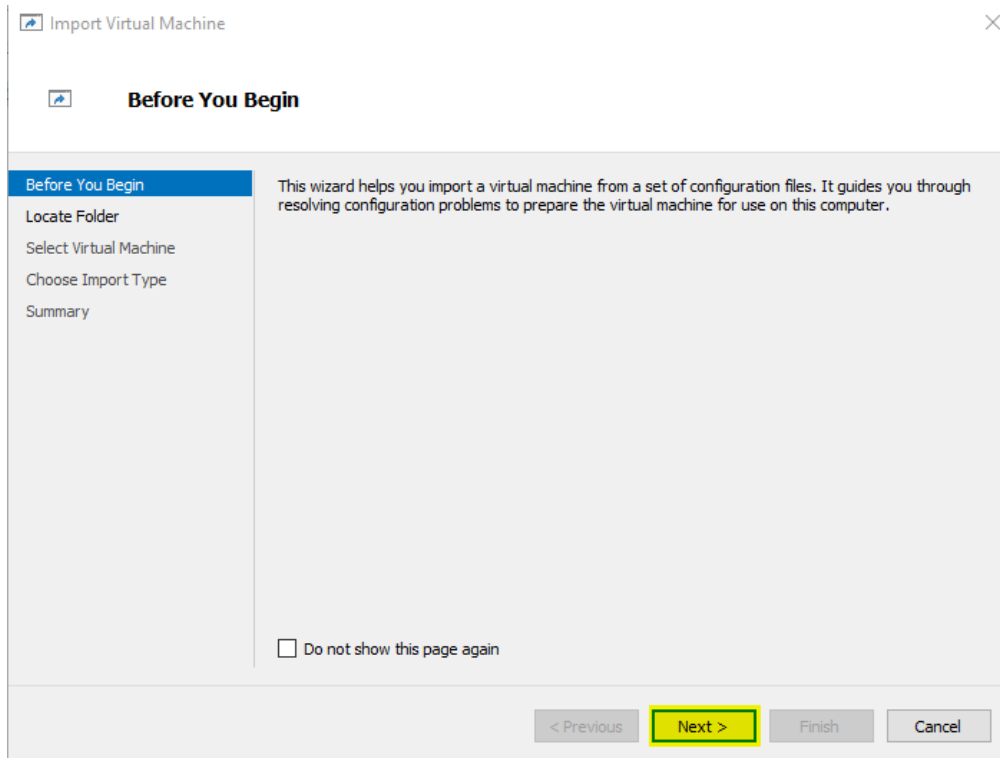 Import Virtual Machine
Before You Begin
Before You Begin
Locate Folder
Select Virtual Machine
Choose Import Type
Summary
This wizard helps you import a virtual machine from a set of configuration files. It guides you through
resolving configuration problems to prepare the virtual machine for use on this computer.
Do not show this page again
< Previous
Next >
Finish
Cancel